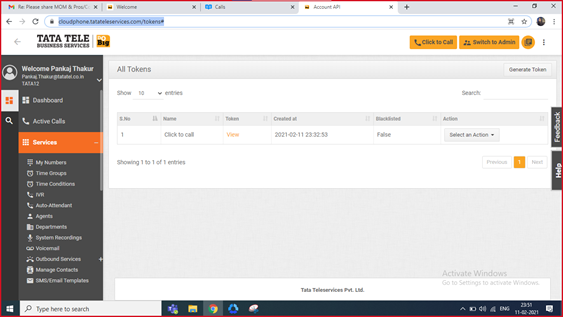 Re: Please share MOM & Prou
Welcome
Calls
Account API
cloudphone.tatateleservices.com/tokens#
TATA TELE
BUSINESS SERVICES
DO
Big
Click to Call
Switch to Admin
Welcome Pankaj Thakur
Pankaj.Thakur@tatatel.co.in
TATA12
All Tokens
Generate Token
Dashboard
Show 10 entries
Search:
Active Calls
S.No Name Token Created at Blacklisted Action
Services
1 Click to call View 2021-02-11 23:32:53 False Select an Action
My Numbers
Showing 1 to 1 of 1 entries
Previous 1 Next
Time Groups
Time Conditions
IVR
Auto-Attendant
Agents
Departments
System Recordings
Voicemail
Outbound Services
Manage Contacts
SMS/Email Templates
Feedback
Help
Activate Windows
Go to Settings to activate Windows.
Tata Teleservices Pvt. Ltd.
Type here to search
ENG
23:51
11-02-2021